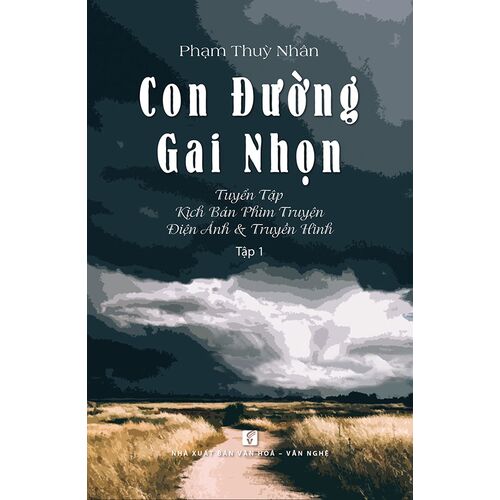 Phạm Thuỳ Nhân
Con Đường
Gai Nhọn
Tuyển Tập
Kịch Bản Phim Truyện
Điện Ảnh & Truyền Hình
Tập 1
NHÀ XUẤT BẢN VĂN HOÁ – VĂN NGHỆ